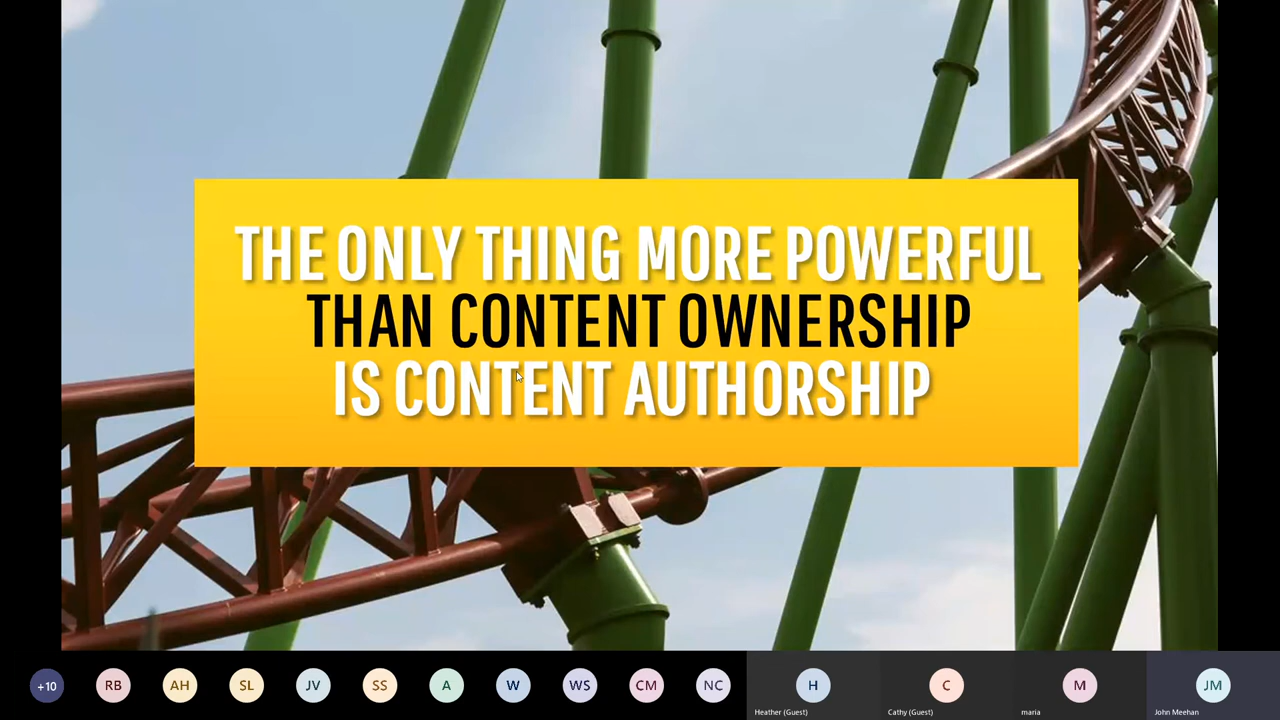 THE ONLY THING MORE POWERFUL
THAN CONTENT OWNERSHIP
IS CONTENT AUTHORSHIP
+10
RB
AH
SL
JV
SS
A
W
WS
CM
NC
H
C
M
JM
Heather (Guest)
Cathy (Guest)
maria
John Meehan